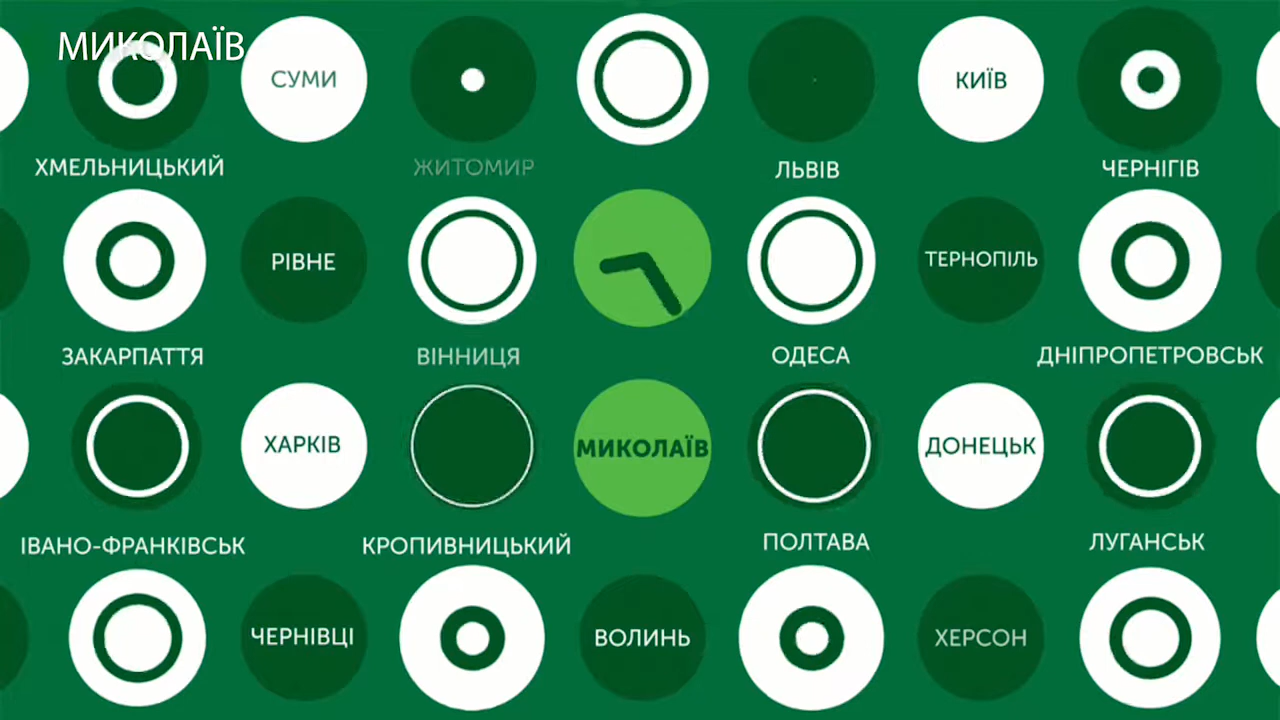 МИКОЛАЇВ
СУМИ
КИЇВ
ХМЕЛЬНИЦЬКИЙ
ЖИТОМИР
ЛЬВІВ
ЧЕРНІГІВ
РІВНЕ
ТЕРНОПІЛЬ
ЗАКАРПАТТЯ
ВІННИЦЯ
ОДЕСА
ДНІПРОПЕТРОВСЬК
ХАРКІВ
МИКОЛАЇВ
ДОНЕЦЬК
ІВАНО-ФРАНКІВСЬК
КРОПИВНИЦЬКИЙ
ПОЛТАВА
ЛУГАНСЬК
ЧЕРНІВЦІ
ВОЛИНЬ
ХЕРСОН